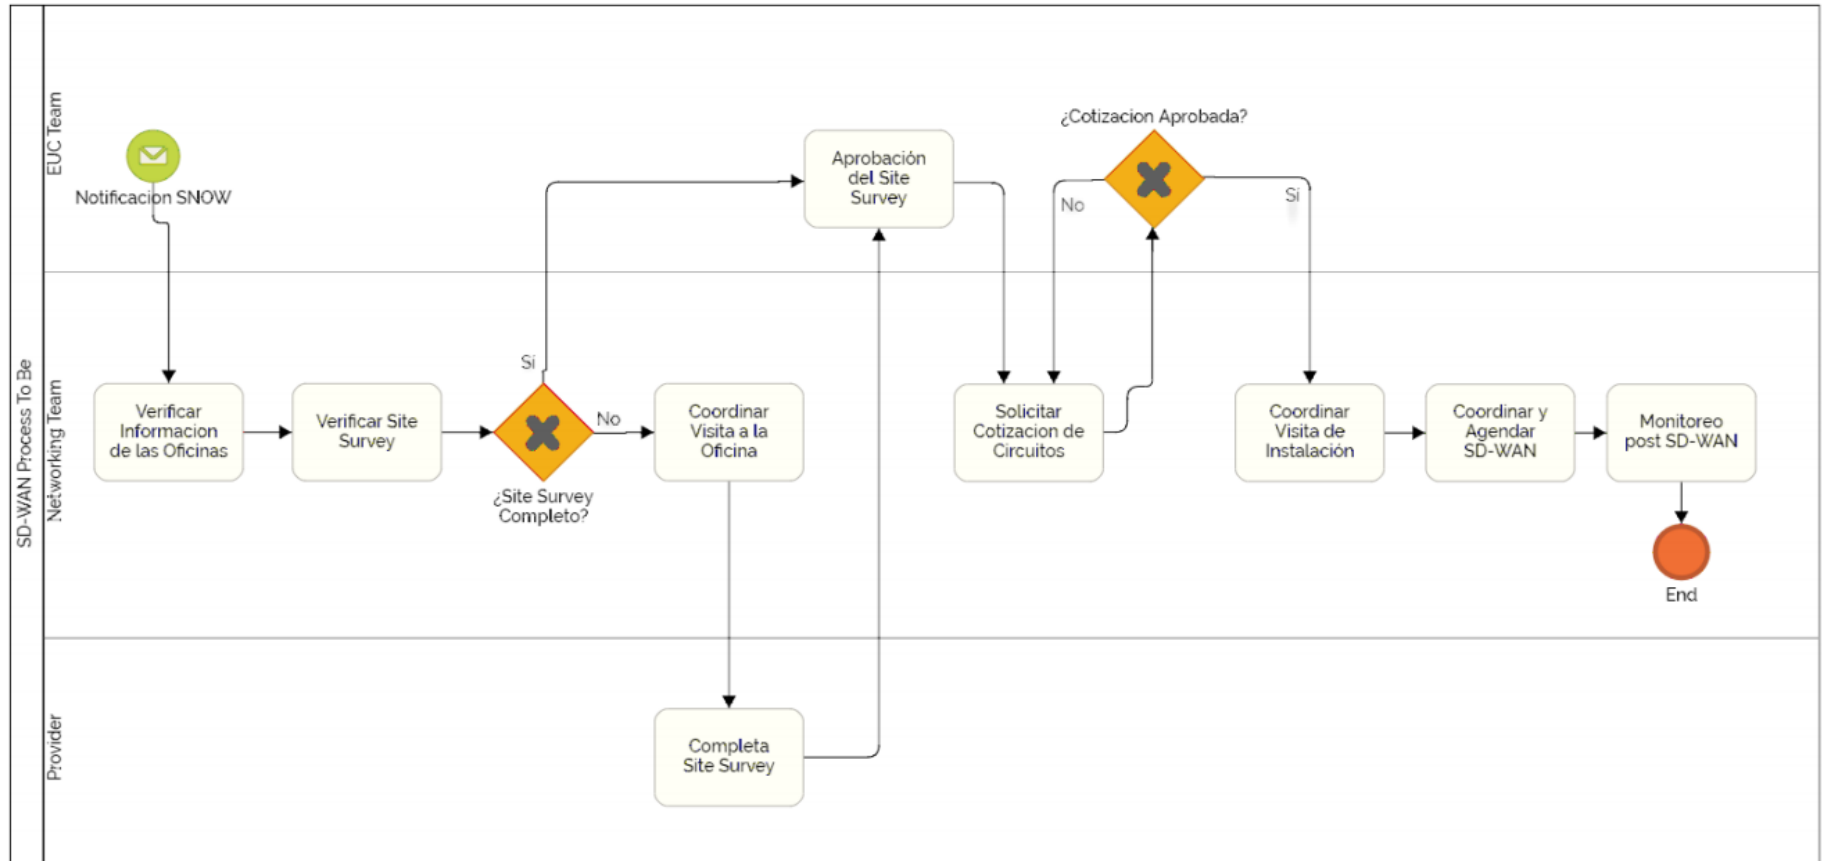 SD-WAN Process To Be
EUC Team
Notificacion SNOW
Aprobación
del Site
Survey
¿Cotizacion Aprobada?
No
Sí
Networking Team
Verificar
Informacion
de las Oficinas
Verificar Site
Survey
Sí
No
¿Site Survey
Completo?
Coordinar
Visita a la
Oficina
Solicitar
Cotizacion de
Circuitos
Coordinar
Visita de
Instalación
Coordinar y
Agendar
SD-WAN
Monitoreo
post SD-WAN
End
Provider
Completa
Site Survey